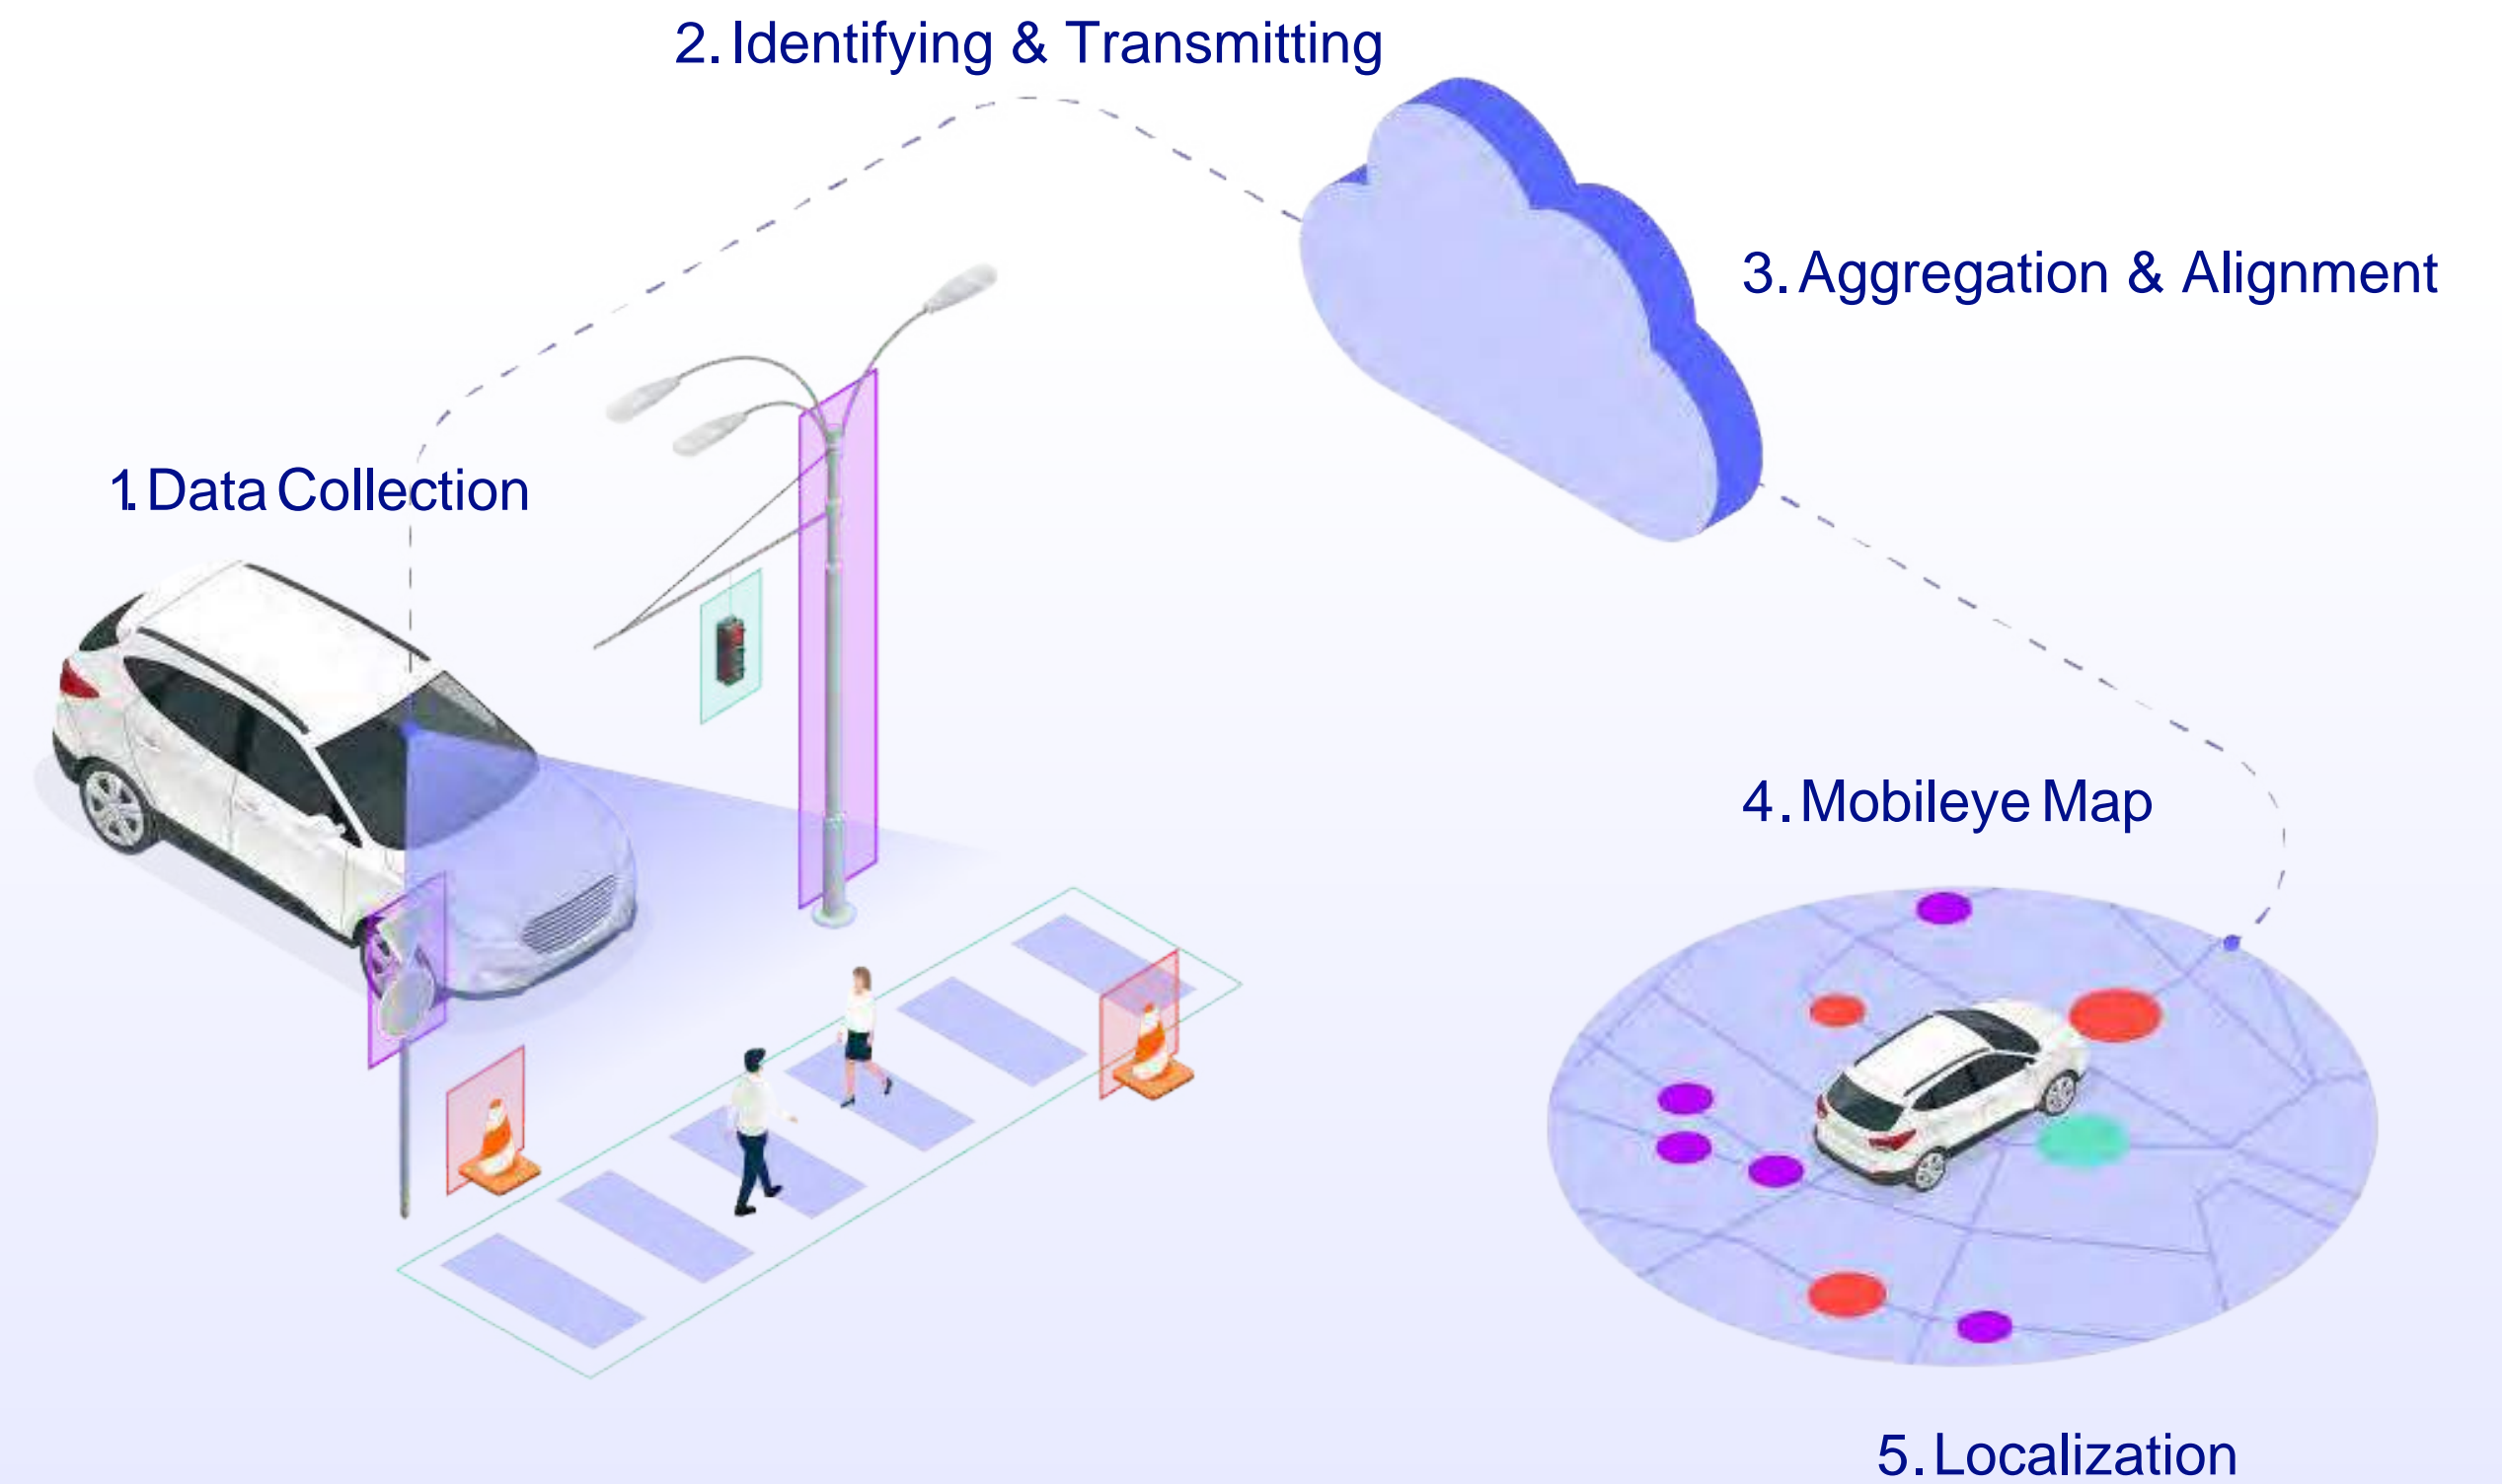 2. Identifying & Transmitting
3. Aggregation & Alignment
1. Data Collection
4. Mobileye Map
5. Localization